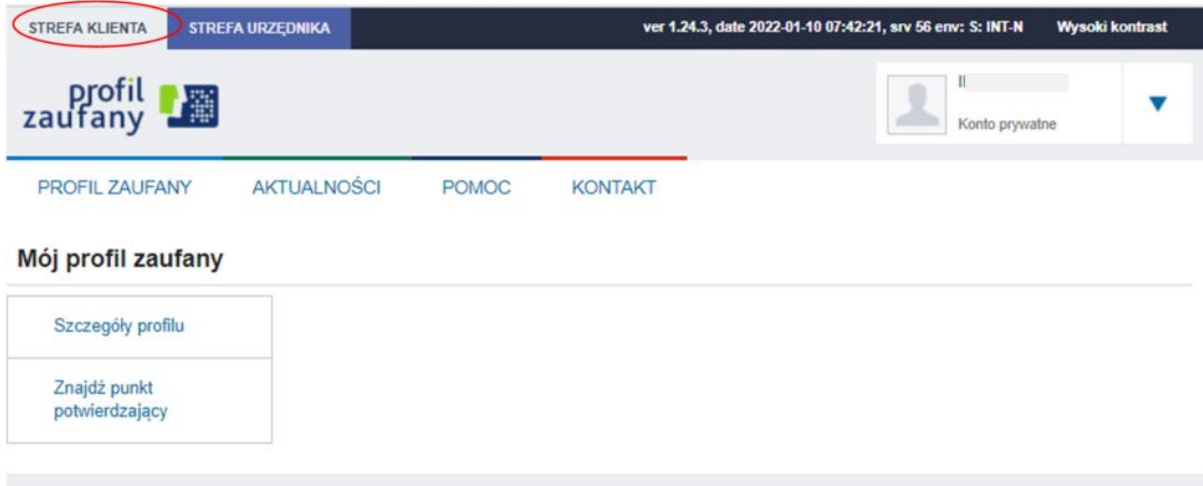 STREFA KLIENTA STREFA URZĘDNIKA ver 1.24.3, date 2022-01-10 07:42:21, srv 56 env: S: INT-N Wysoki kontrast
profil
zaufany
Konto prywatne
PROFIL ZAUFANY AKTUALNOŚCI POMOC KONTAKT
Mój profil zaufany
Szczegóły profilu
Znajdź punkt
potwierdzający